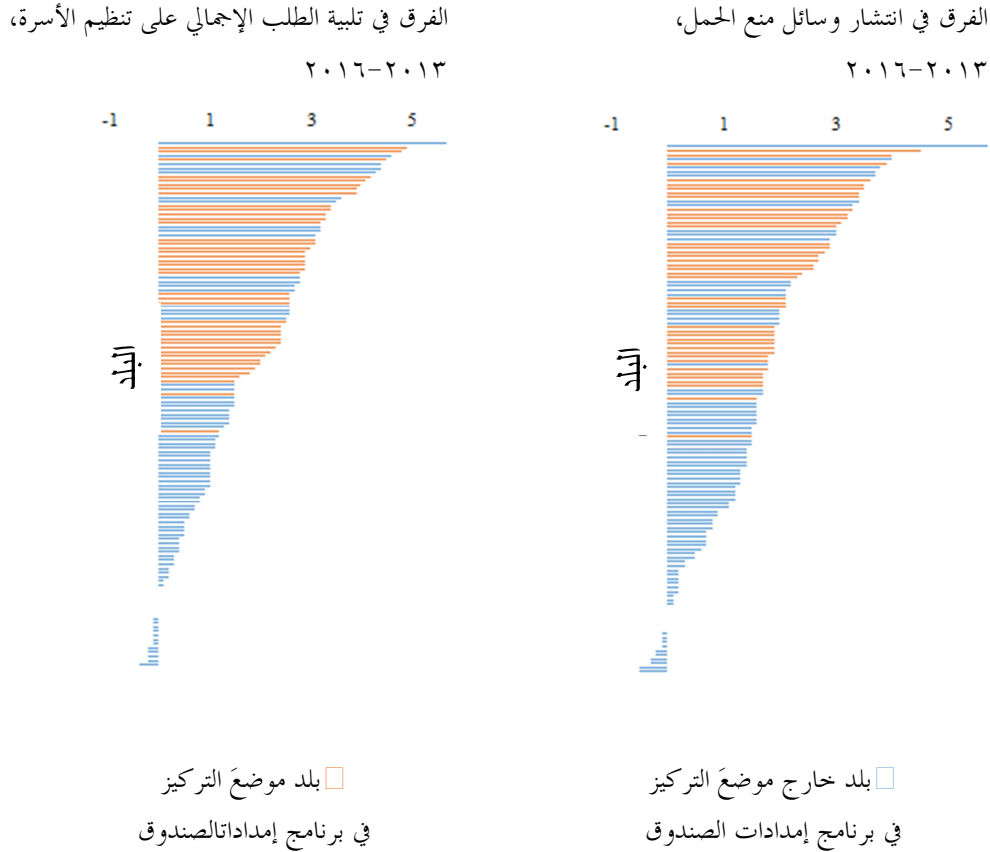 الفرق في انتشار وسائل منع الحمل،
٢٠١٣-٢٠١٦
-1 1 3 5
البلد
بلد خارج موضعَ التركيز
في برنامج إمدادات الصندوق
الفرق في تلبية الطلب الإجمالي على تنظيم الأسرة،
٢٠١٣-٢٠١٦
-1 1 3 5
البلد
بلد موضعَ التركيز
في برنامج إمداداتالصندوق